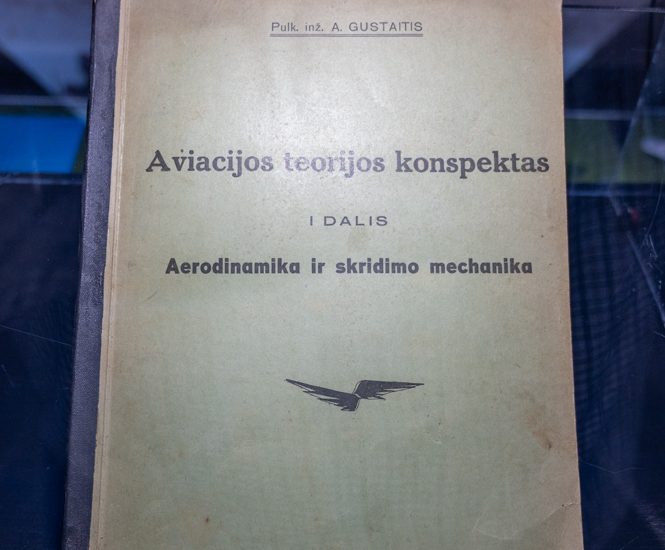 Pulk. inž. A. GUSTAITIS
Aviacijos teorijos konspektas
I DALIS
Aerodinamika ir skridimo mechanika